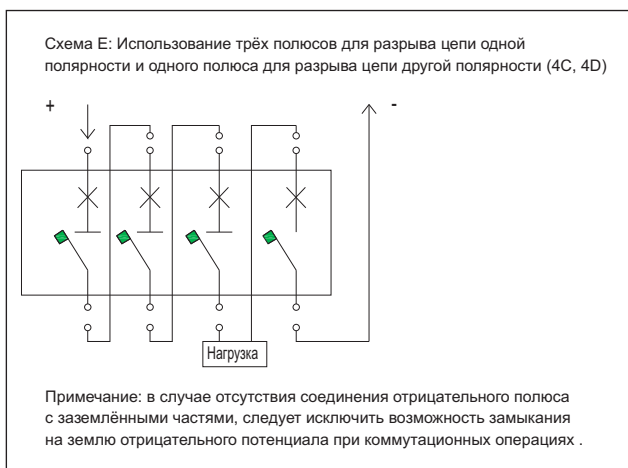 Схема E: Использование трёх полюсов для разрыва цепи одной
полярности и одного полюса для разрыва цепи другой полярности (4C, 4D)
+ -
Нагрузка
Примечание: в случае отсутствия соединения отрицательного полюса
с заземлёнными частями, следует исключить возможность замыкания
на землю отрицательного потенциала при коммутационных операциях .